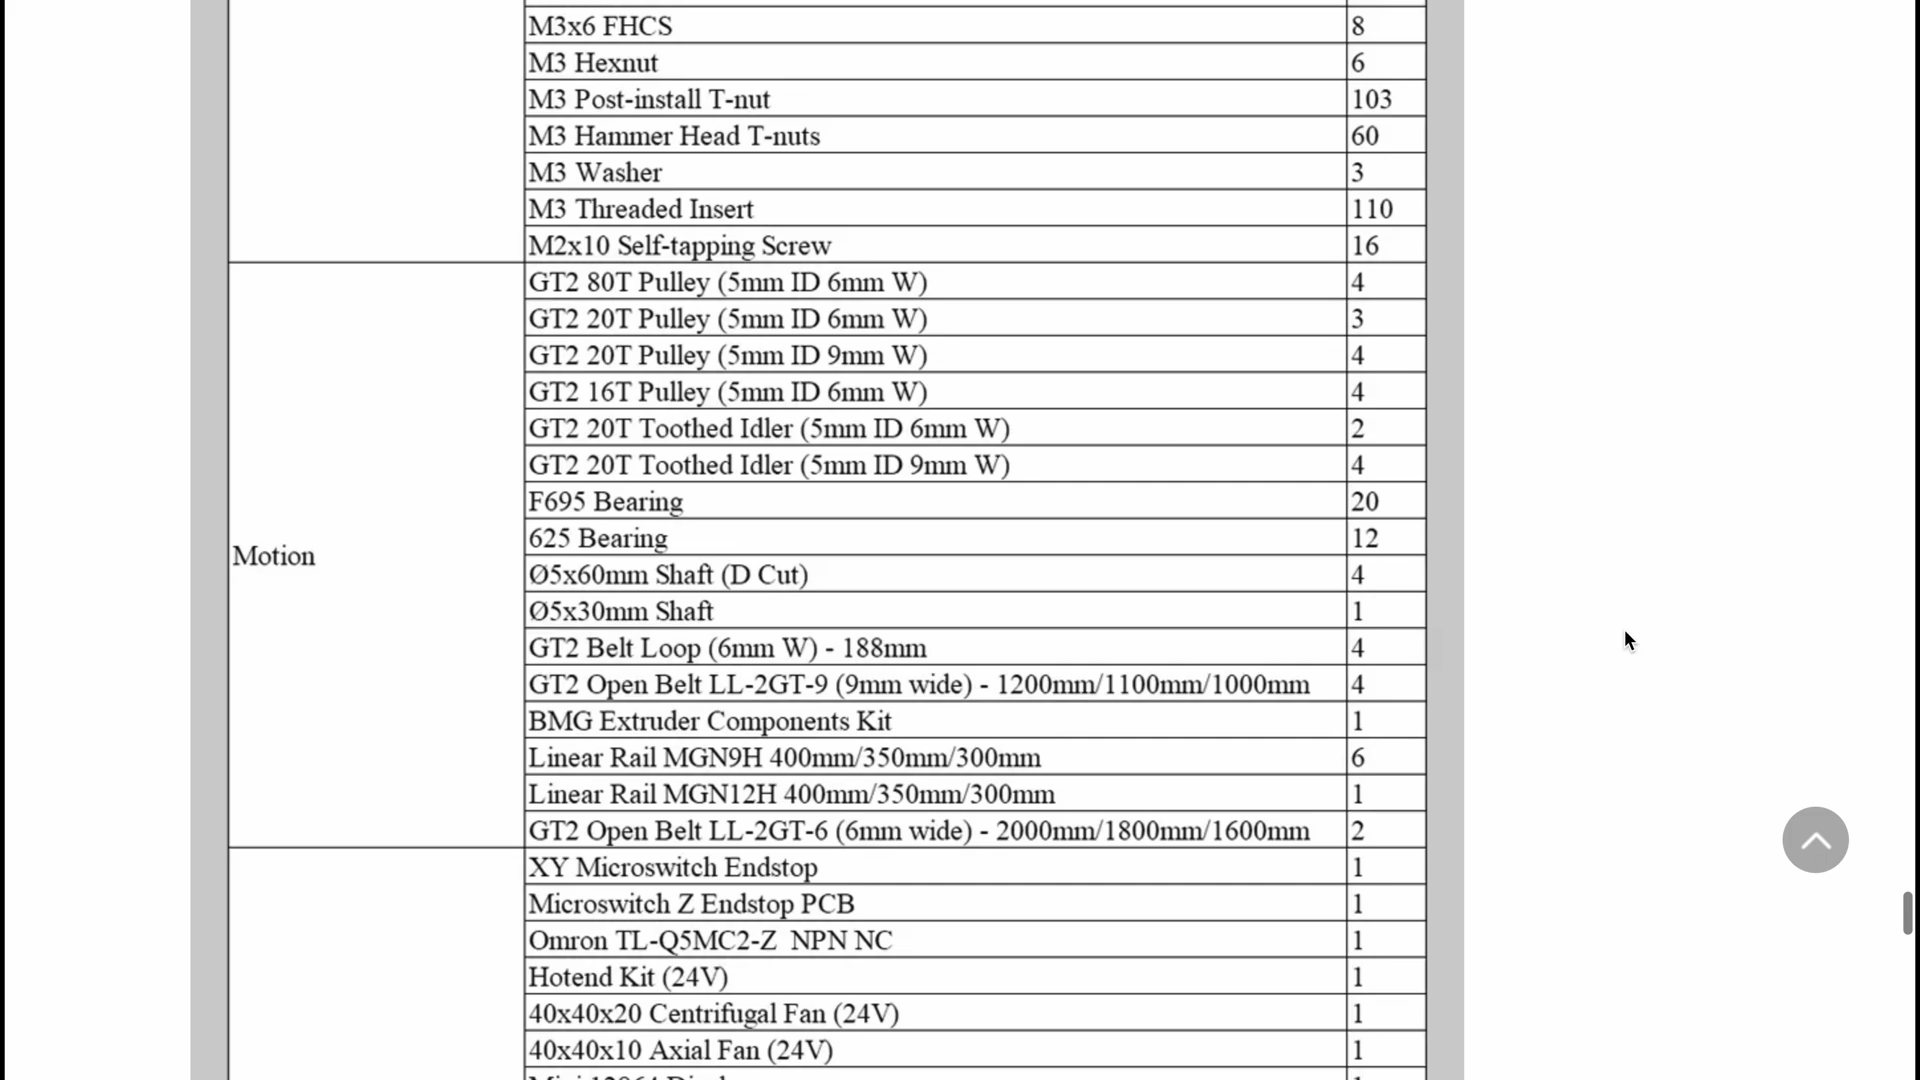 M3x6 FHCS 8
M3 Hexnut 6
M3 Post-install T-nut 103
M3 Hammer Head T-nuts 60
M3 Washer 3
M3 Threaded Insert 110
M2x10 Self-tapping Screw 16
Motion
GT2 80T Pulley (5mm ID 6mm W) 4
GT2 20T Pulley (5mm ID 6mm W) 3
GT2 20T Pulley (5mm ID 9mm W) 4
GT2 16T Pulley (5mm ID 6mm W) 4
GT2 20T Toothed Idler (5mm ID 6mm W) 2
GT2 20T Toothed Idler (5mm ID 9mm W) 4
F695 Bearing 20
625 Bearing 12
Ø5x60mm Shaft (D Cut) 4
Ø5x30mm Shaft 1
GT2 Belt Loop (6mm W) - 188mm 4
GT2 Open Belt LL-2GT-9 (9mm wide) - 1200mm/1100mm/1000mm 4
BMG Extruder Components Kit 1
Linear Rail MGN9H 400mm/350mm/300mm 6
Linear Rail MGN12H 400mm/350mm/300mm 1
GT2 Open Belt LL-2GT-6 (6mm wide) - 2000mm/1800mm/1600mm 2
XY Microswitch Endstop 1
Microswitch Z Endstop PCB 1
Omron TL-Q5MC2-Z  NPN NC 1
Hotend Kit (24V) 1
40x40x20 Centrifugal Fan (24V) 1
40x40x10 Axial Fan (24V) 1